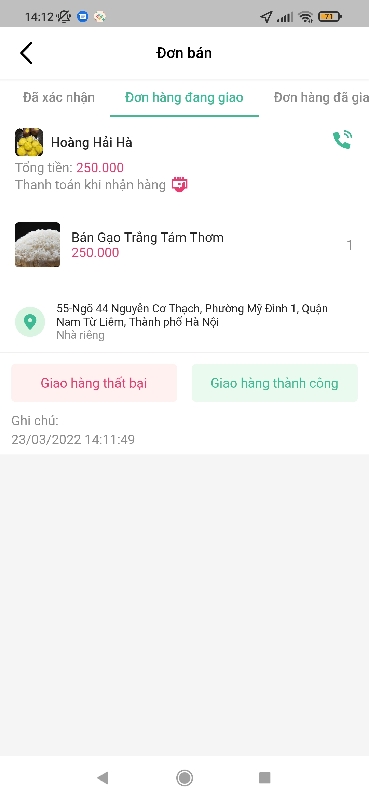 14:12
71
Đơn bán
Đã xác nhận
Đơn hàng đang giao
Đơn hàng đã gia
Hoàng Hải Hà
Tổng tiền: 250.000
Thanh toán khi nhận hàng
Bán Gạo Trắng Tám Thơm
250.000
1
55-Ngõ 44 Nguyễn Cơ Thạch, Phường Mỹ Đình 1, Quận
Nam Từ Liêm, Thành phố Hà Nội
Nhà riêng
Giao hàng thất bại
Giao hàng thành công
Ghi chú:
23/03/2022 14:11:49